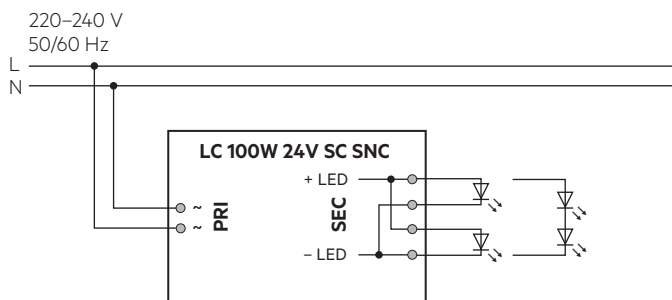 220–240 V
50/60 Hz
L
N
LC 100W 24V SC SNC
+ LED
~
PRI
SEC
~
– LED